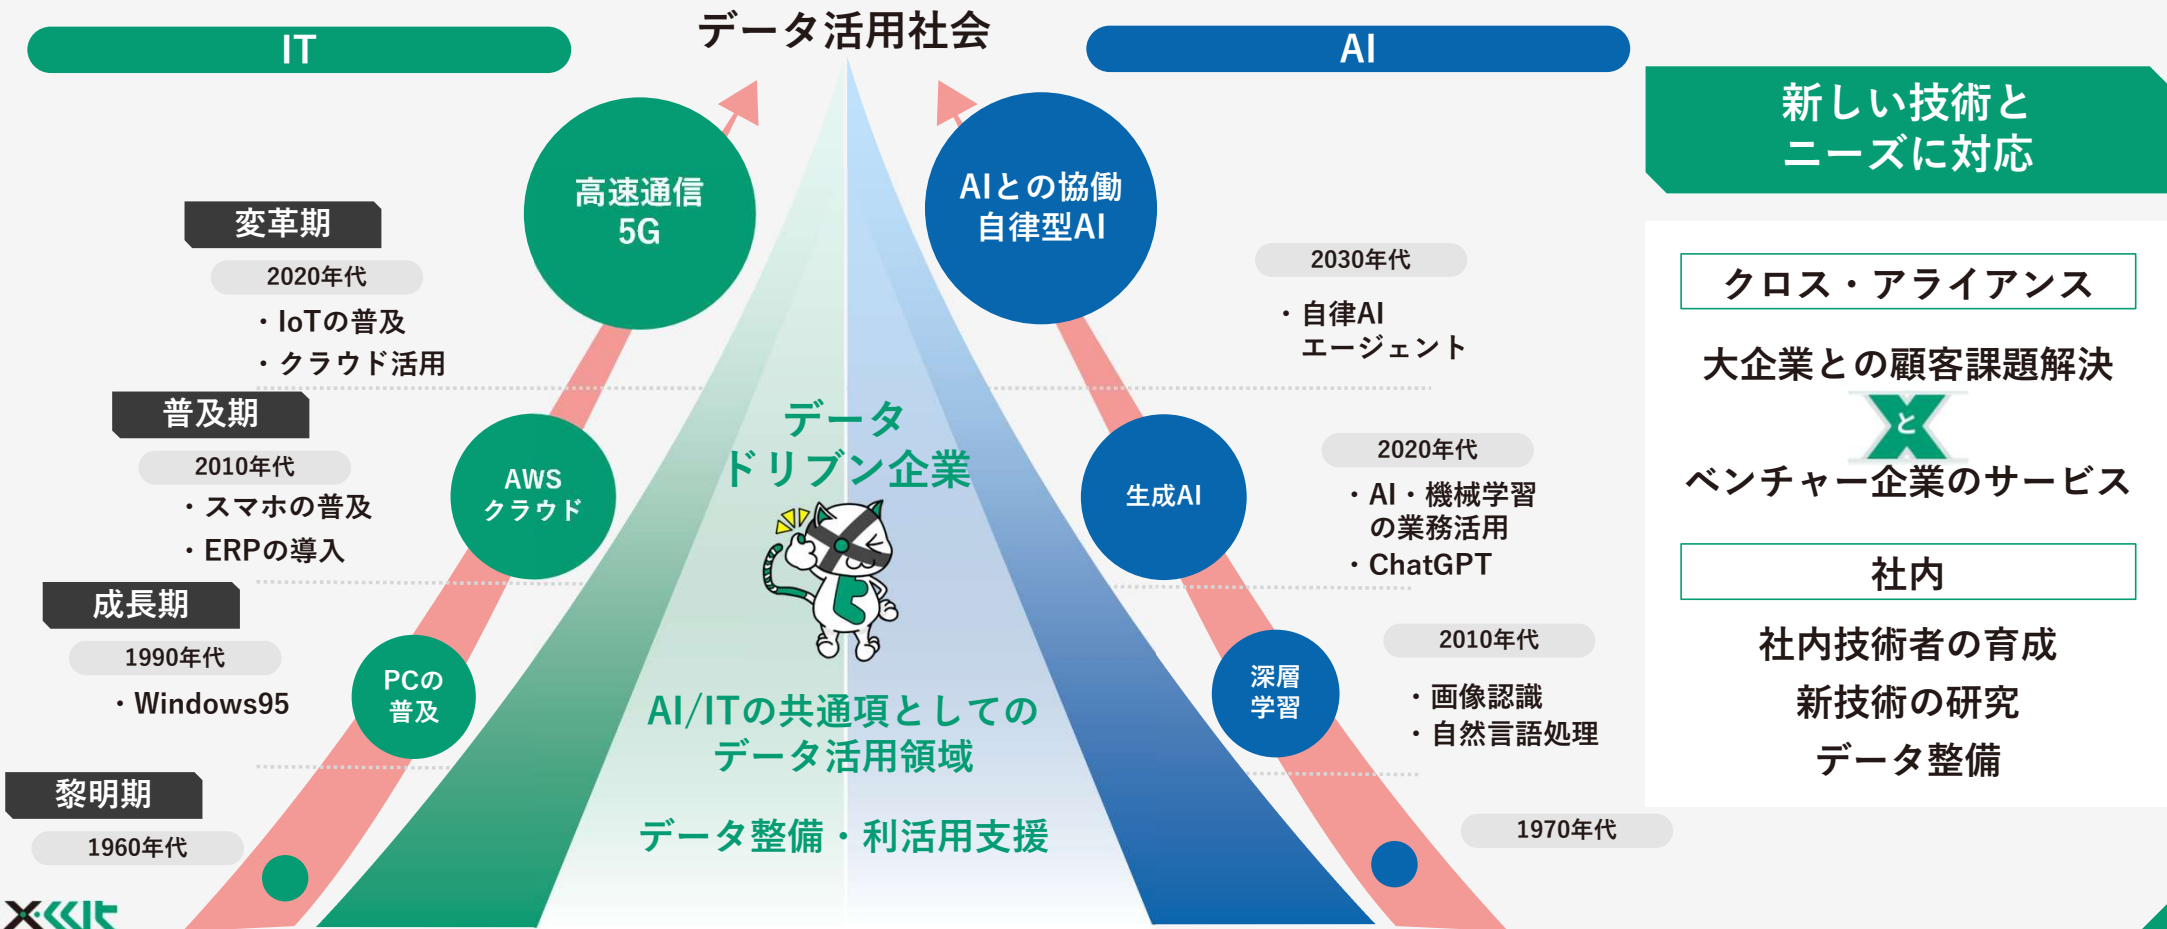 データ活用社会
IT
AI
高速通信
5G
変革期
2020年代
・IoTの普及
・クラウド活用
普及期
2010年代
・スマホの普及
・ERPの導入
AWS
クラウド
成長期
1990年代
・Windows95
PCの
普及
黎明期
1960年代
データ
ドリブン企業
AI/ITの共通項としての
データ活用領域
データ整備・利活用支援
AIとの協働
自律型AI
2030年代
・自律AI
エージェント
生成AI
2020年代
・AI・機械学習
の業務活用
・ChatGPT
深層
学習
2010年代
・画像認識
・自然言語処理
1970年代
新しい技術と
ニーズに対応
クロス・アライアンス
大企業との顧客課題解決
と
ベンチャー企業のサービス
社内
社内技術者の育成
新技術の研究
データ整備